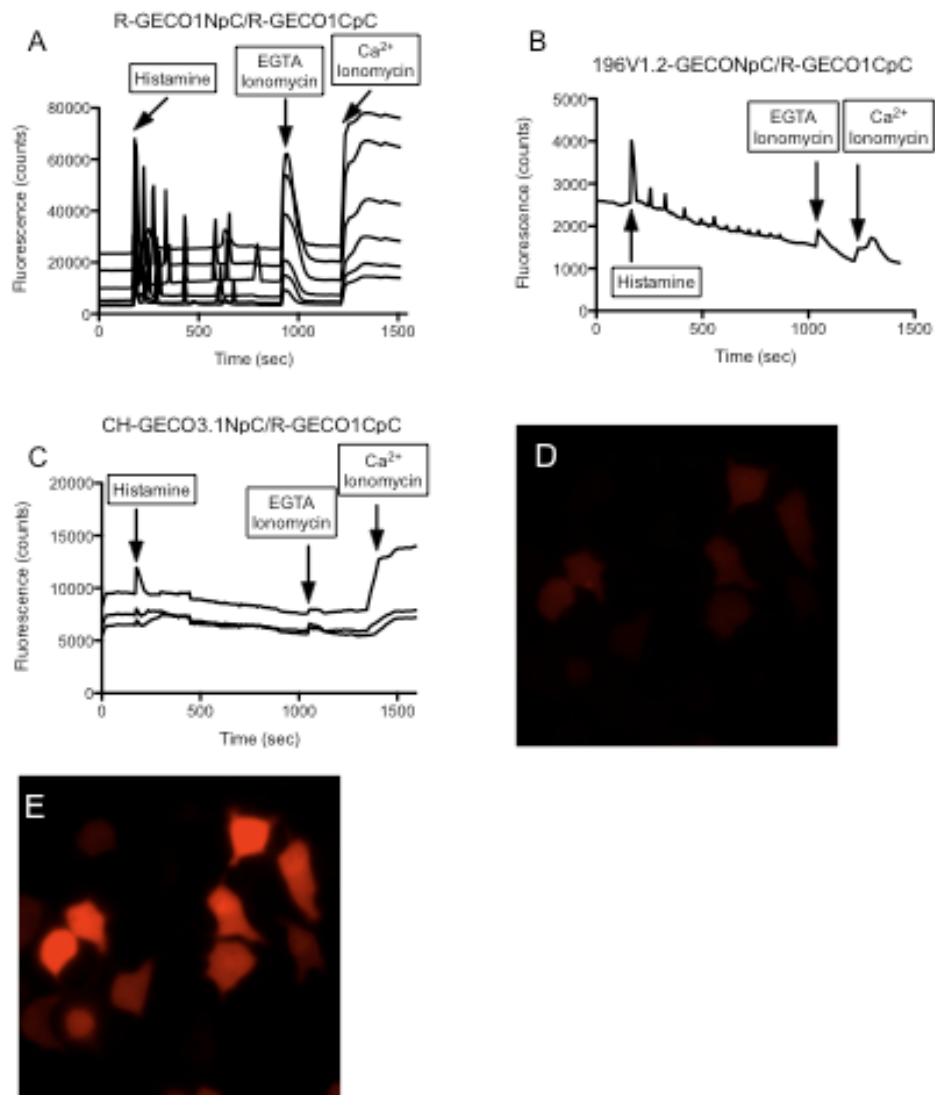 R-GECO1NpC/R-GECO1CpC
A
Histamine
EGTA
Ionomycin
Ca²⁺
Ionomycin
Fluorescence (counts)
80000
60000
40000
20000
0
0 500 1000 1500
Time (sec)
B
196V1.2-GECONpC/R-GECO1CpC
EGTA
Ionomycin
Ca²⁺
Ionomycin
Histamine
Fluorescence (counts)
5000
4000
3000
2000
1000
0
0 500 1000 1500
Time (sec)
CH-GECO3.1NpC/R-GECO1CpC
C
Histamine
EGTA
Ionomycin
Ca²⁺
Ionomycin
Fluorescence (counts)
20000
15000
10000
5000
0
0 500 1000 1500
Time (sec)
D
E